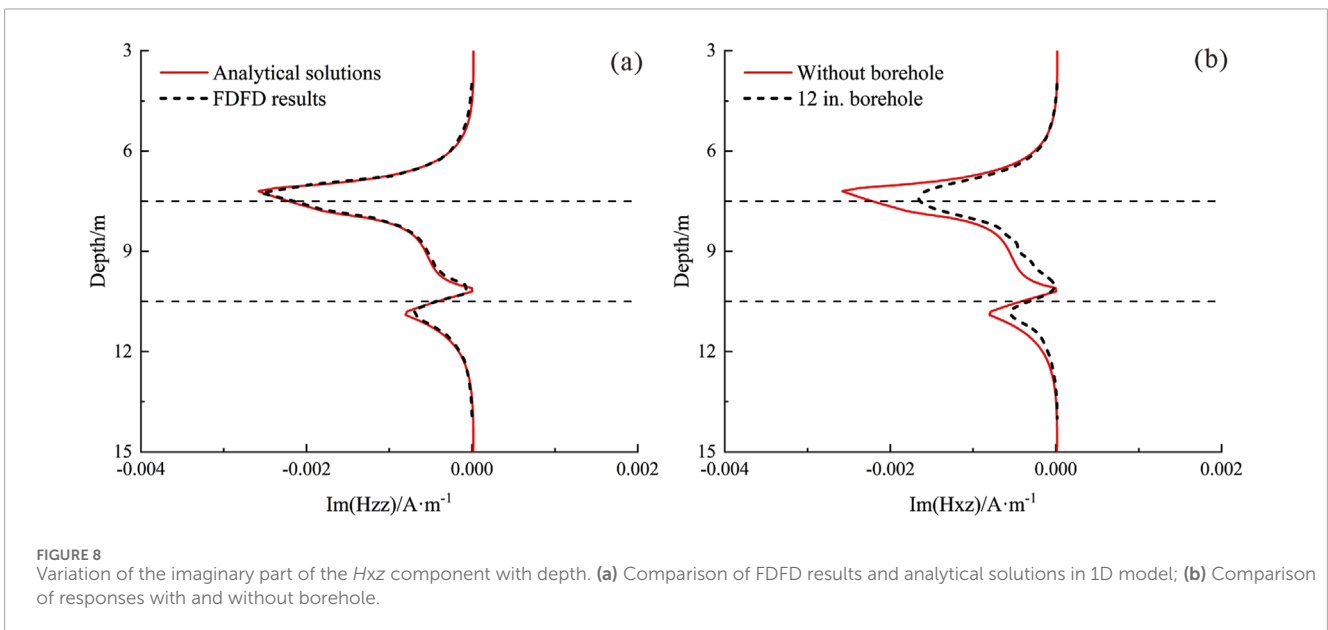 (a)
Analytical solutions
FDFD results
3
6
9
12
15
Depth/m
-0.004
-0.002
0.000
0.002
Im(Hzz)/A·m⁻¹
(b)
Without borehole
12 in. borehole
3
6
9
12
15
Depth/m
-0.004
-0.002
0.000
0.002
Im(Hxz)/A·m⁻¹
FIGURE 8
Variation of the imaginary part of the Hxz component with depth. (a) Comparison of FDFD results and analytical solutions in 1D model; (b) Comparison
of responses with and without borehole.